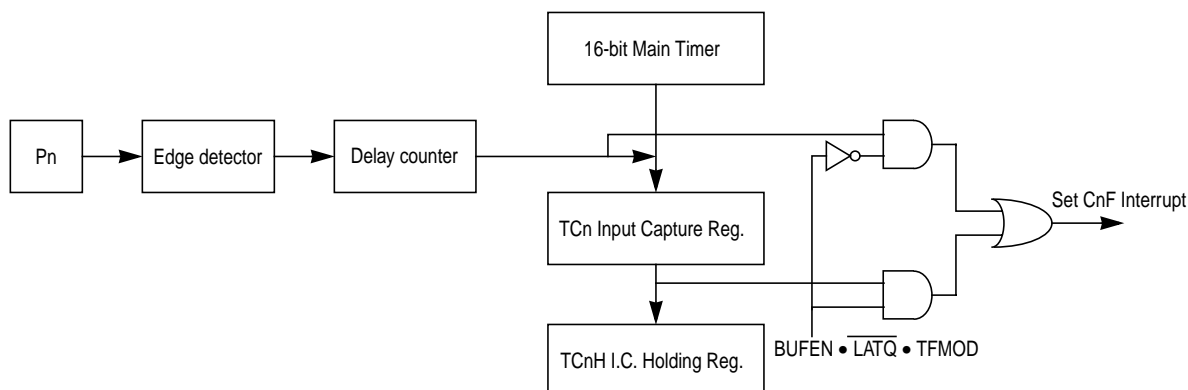 16-bit Main Timer
Pn
Edge detector
Delay counter
Set CnF Interrupt
TCn Input Capture Reg.
TCnH I.C. Holding Reg.
BUFEN • L̅A̅T̅Q̅ • TFMOD